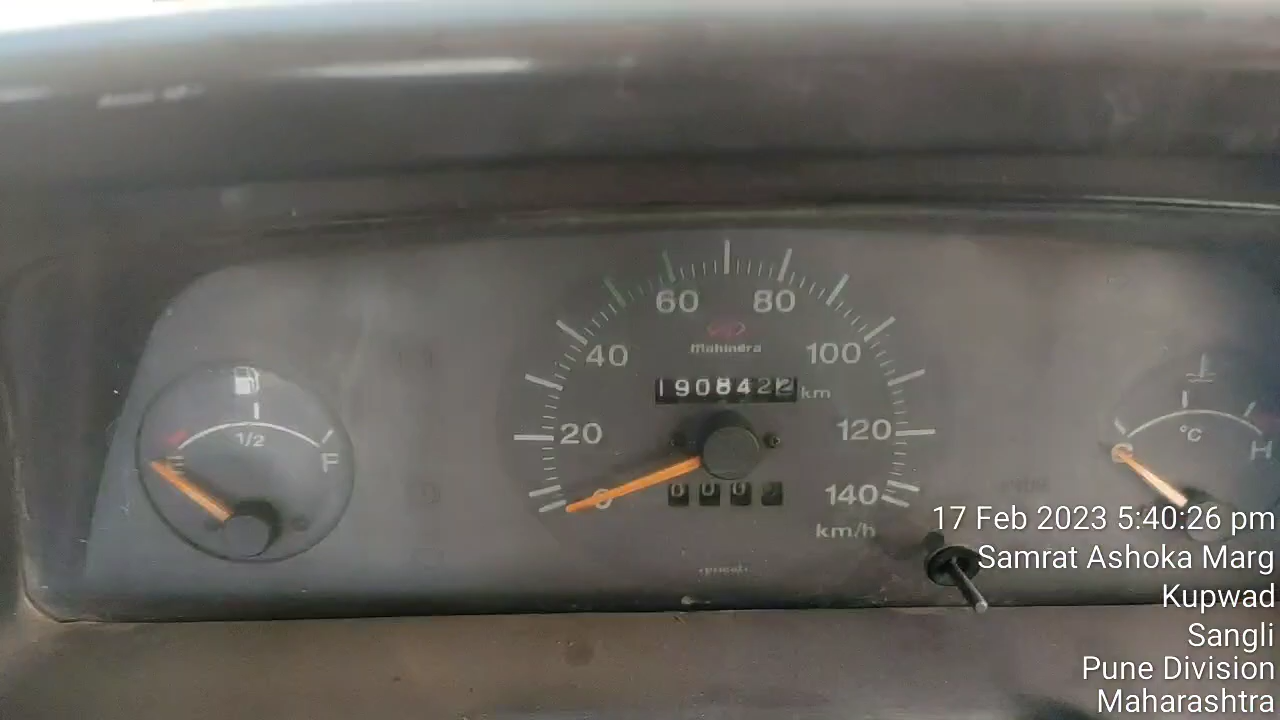 60 80
Mahindra
40 100
km
1/2
°C
20 120
F
C
H
0
000
140
km/h
17 Feb 2023 5:40:26 pm
Samrat Ashoka Marg
Kupwad
Sangli
Pune Division
Maharashtra